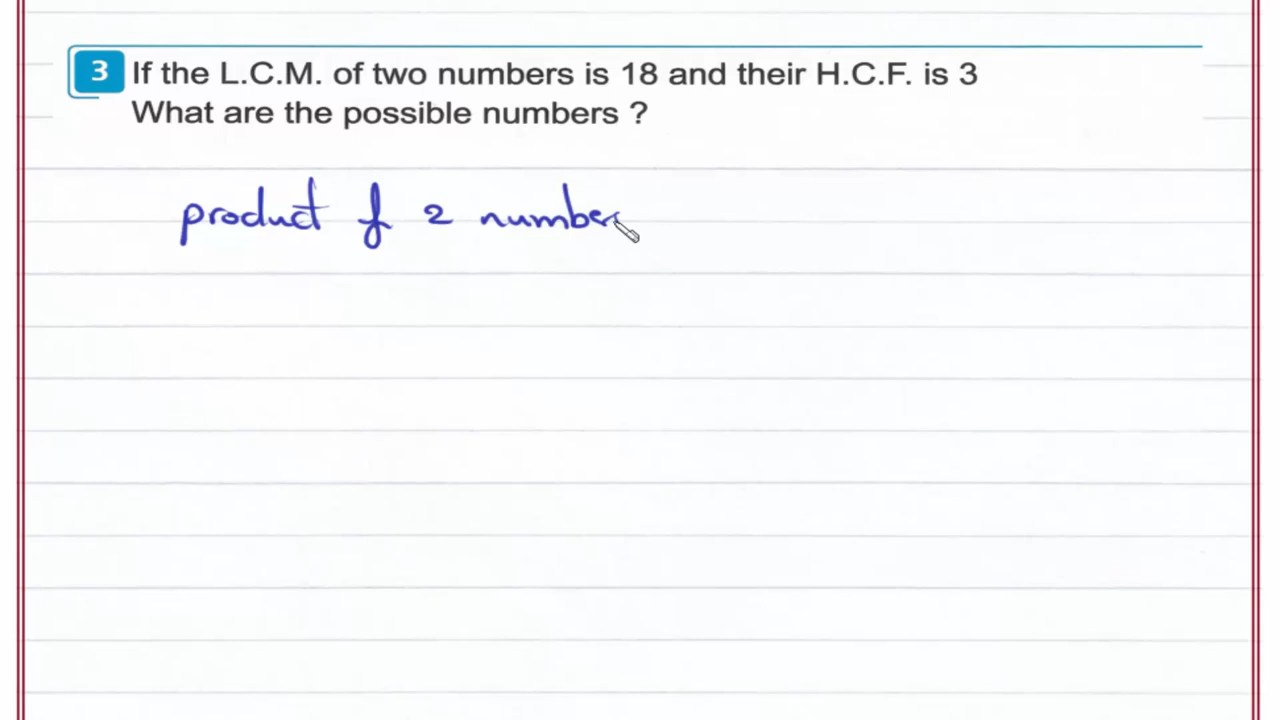 3 If the L.C.M. of two numbers is 18 and their H.C.F. is 3
What are the possible numbers ?
product of 2 number